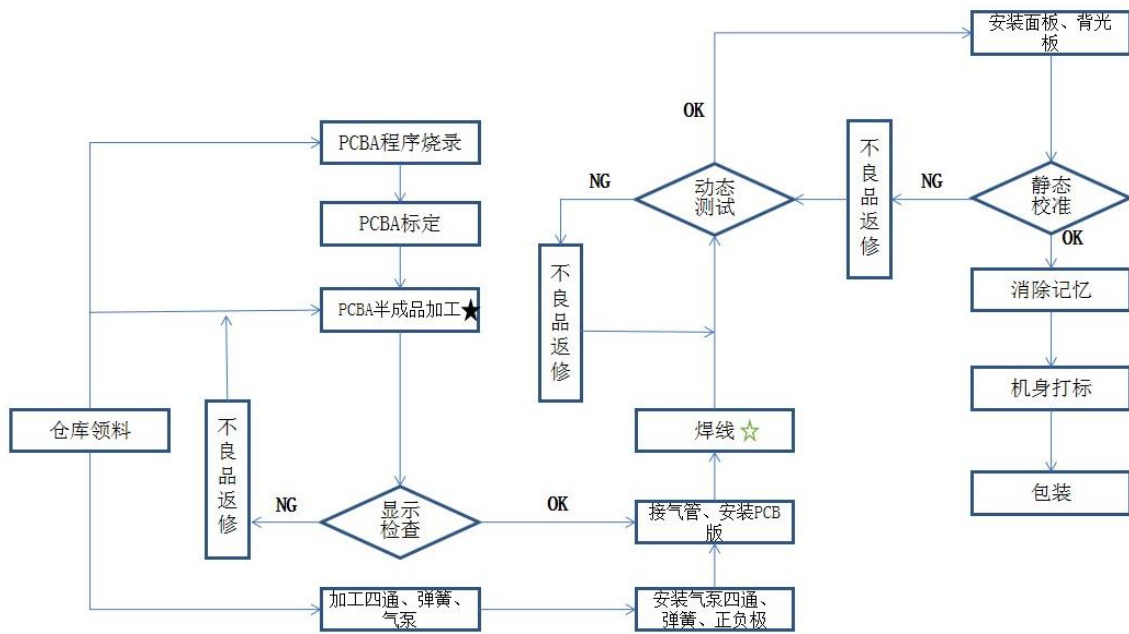 安装面板、背光
板
OK
PCBA程序烧录
不良品返修
动态
测试
NG
NG
静态
校准
OK
PCBA标定
不良品返修
PCBA半成品加工★
消除记忆
机身打标
仓库领料
不良品返修
焊线☆
显示
检查
NG
OK
接气管、安装PCB
版
包装
加工四通、弹簧、
气泵
安装气泵四通、
弹簧、正负极